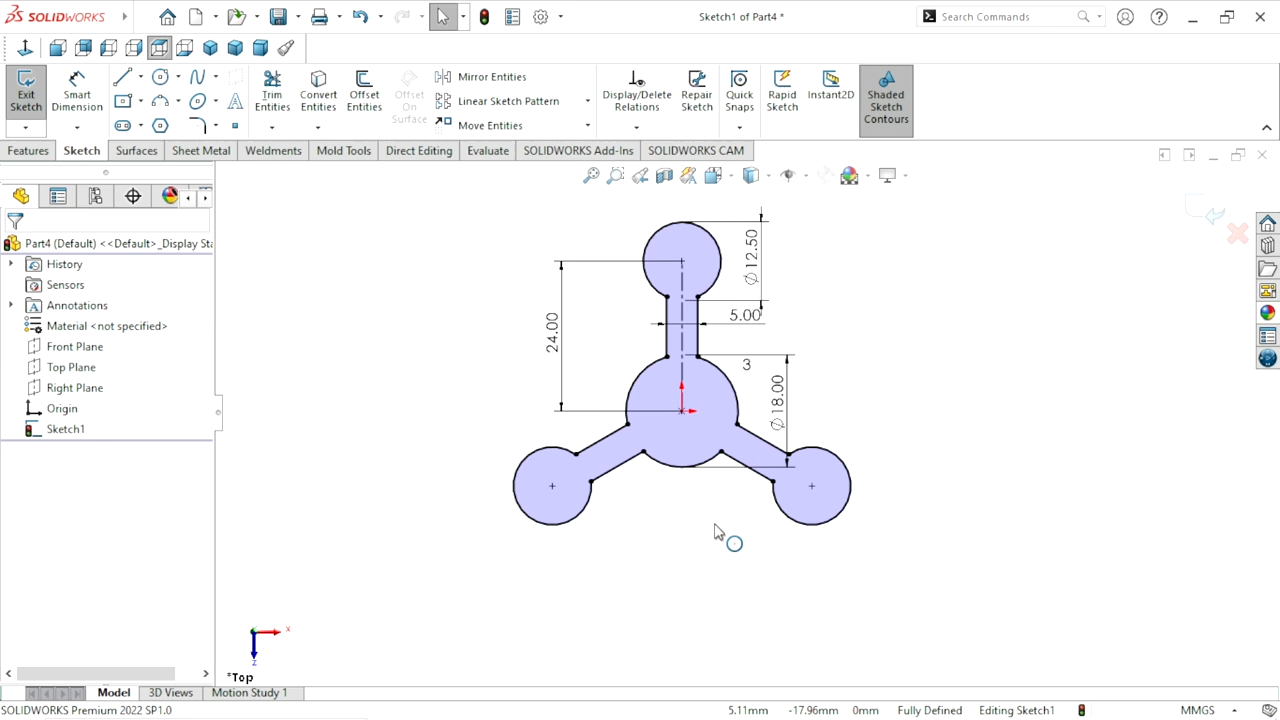 SOLIDWORKS
Sketch1 of Part4 *
Search Commands
Exit Sketch
Smart Dimension
Trim Entities
Convert Entities
Offset Entities
Offset On Surface
Mirror Entities
Linear Sketch Pattern
Move Entities
Display/Delete Relations
Repair Sketch
Quick Snaps
Rapid Sketch
Instant2D
Shaded Sketch Contours
Features
Sketch
Surfaces
Sheet Metal
Weldments
Mold Tools
Direct Editing
Evaluate
SOLIDWORKS Add-Ins
SOLIDWORKS CAM
Part4 (Default) <<Default>_Display Sta
History
Sensors
Annotations
Material <not specified>
Front Plane
Top Plane
Right Plane
Origin
Sketch1
24.00
⌀12.50
5.00
3
⌀18.00
x
z
*Top
Model
3D Views
Motion Study 1
SOLIDWORKS Premium 2022 SP1.0
5.11mm
-17.96mm
0mm
Fully Defined
Editing Sketch1
MMGS